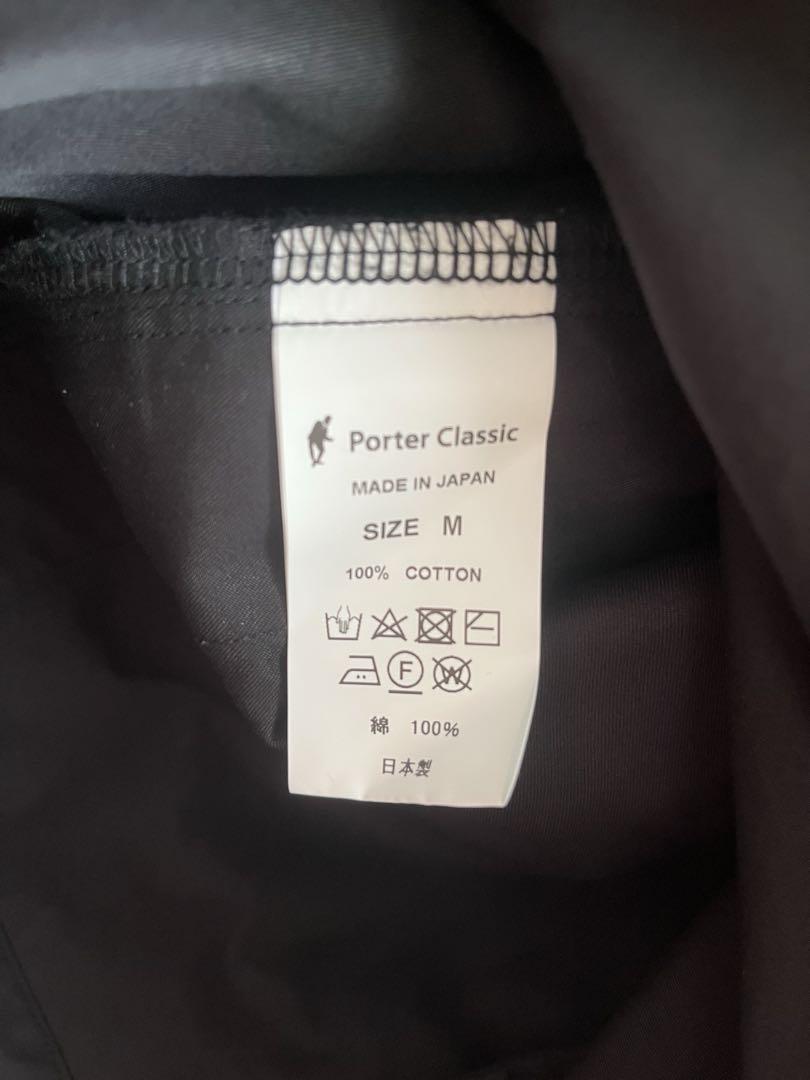 Porter Classic
MADE IN JAPAN
SIZE M
100% COTTON
F W
綿 100%
日本製